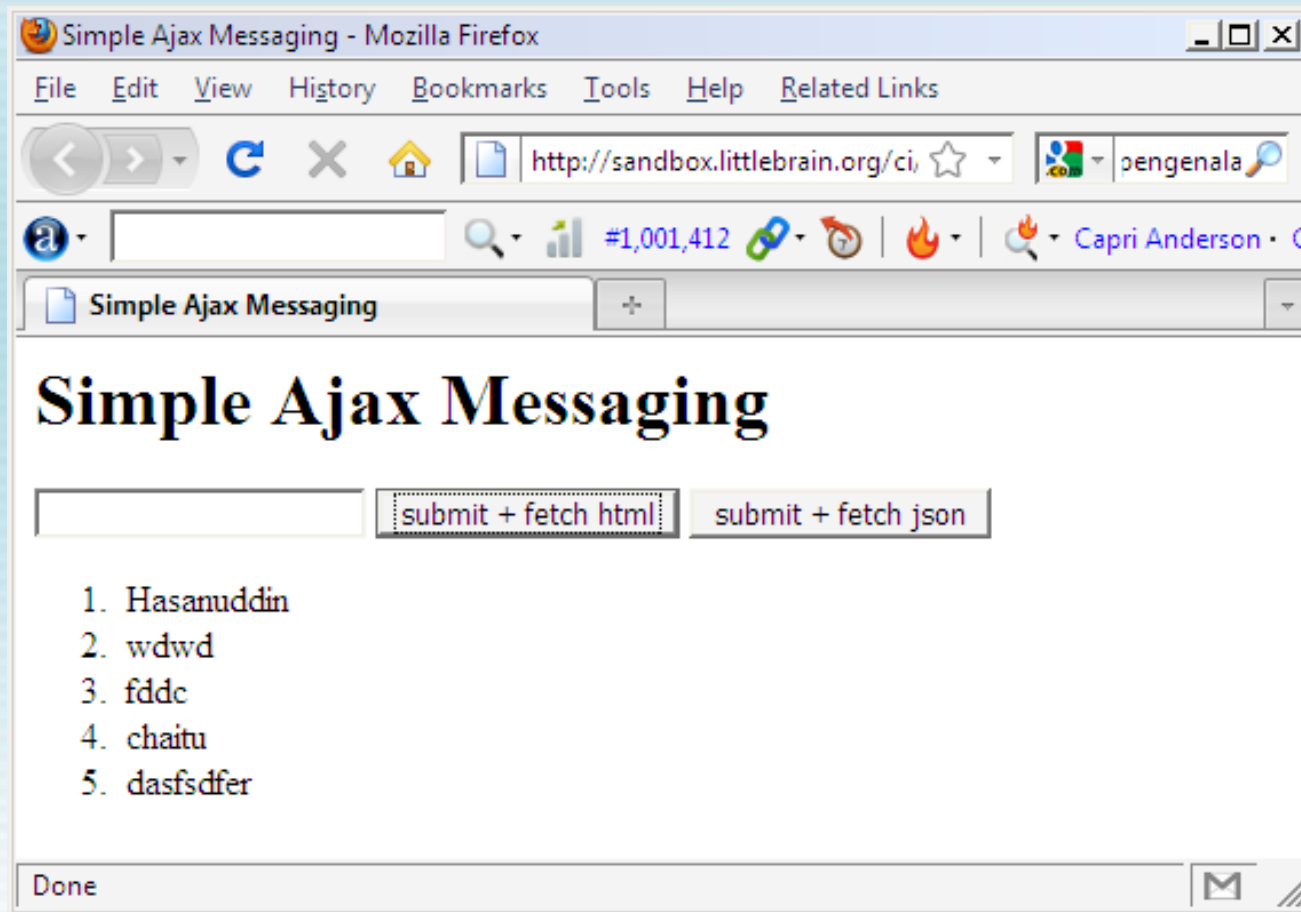 Simple Ajax Messaging - Mozilla Firefox
File Edit View History Bookmarks Tools Help Related Links
http://sandbox.littlebrain.org/ci/ .com pengenala
a #1,001,412 Capri Anderson · C
Simple Ajax Messaging
Simple Ajax Messaging
submit + fetch html submit + fetch json
1. Hasanuddin
2. wdwd
3. fddc
4. chaitu
5. dasfsdfer
Done